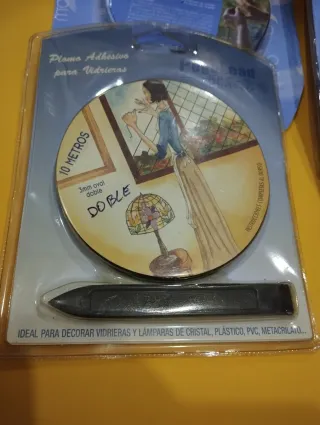 Plomo Adhesivo
para Vidrieras
10 METROS
3mm oval
doble
DOBLE
IDEAL PARA DECORAR VIDRIERAS Y LÁMPARAS DE CRISTAL, PLÁSTICO, PVC, METACRILATO...